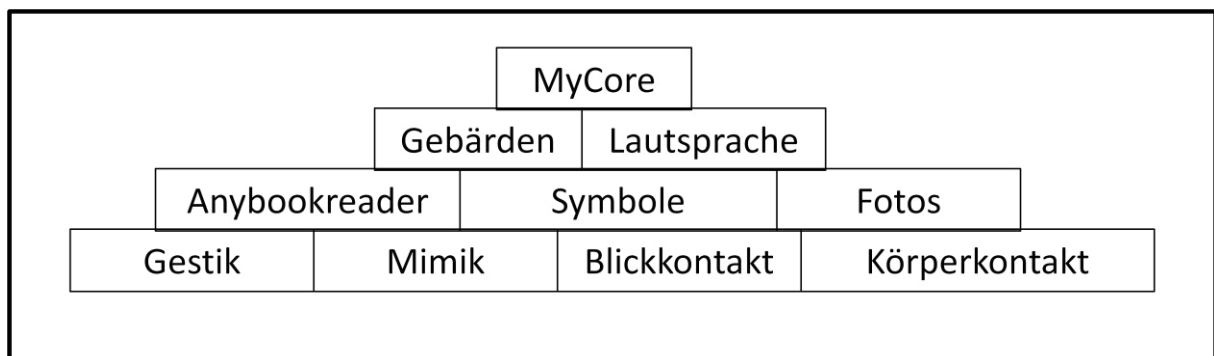 MyCore
Gebärden Lautsprache
Anybookreader Symbole Fotos
Gestik Mimik Blickkontakt Körperkontakt